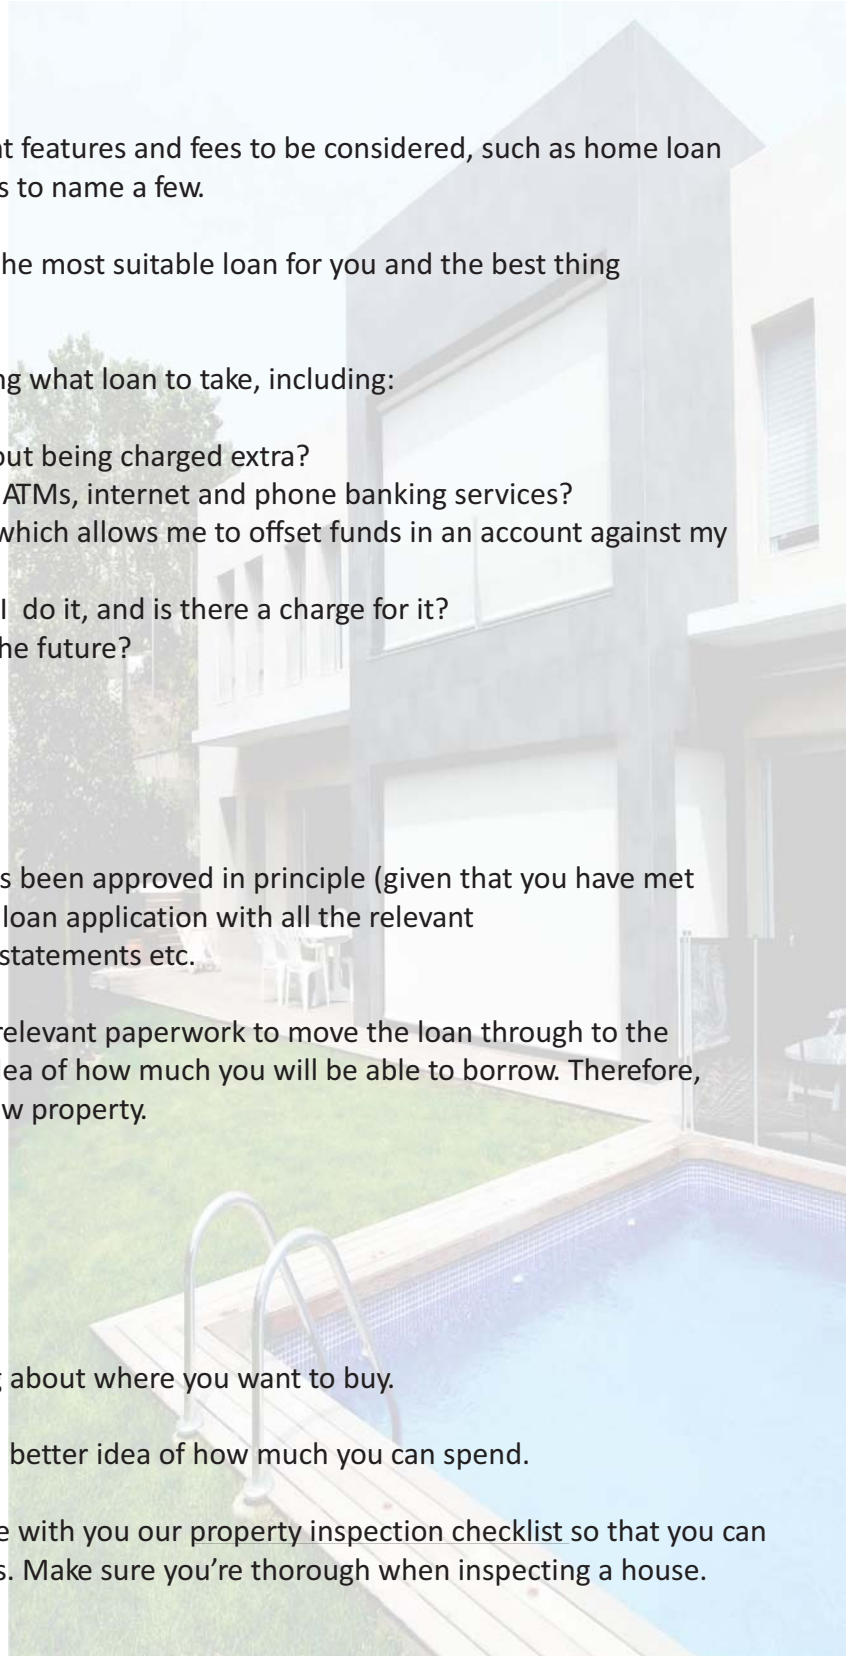 t features and fees to be considered, such as home loan
s to name a few.
he most suitable loan for you and the best thing
ng what loan to take, including:
out being charged extra?
ATMs, internet and phone banking services?
which allows me to offset funds in an account against my
I do it, and is there a charge for it?
he future?
s been approved in principle (given that you have met
loan application with all the relevant
statements etc.
relevant paperwork to move the loan through to the
dea of how much you will be able to borrow. Therefore,
w property.
g about where you want to buy.
better idea of how much you can spend.
e with you our property inspection checklist so that you can
s. Make sure you're thorough when inspecting a house.